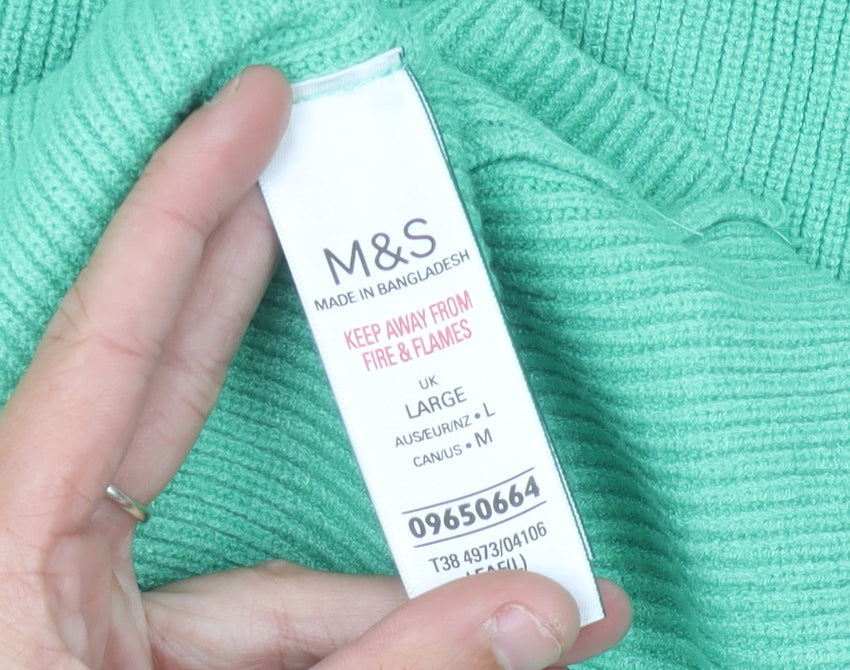 M&S
MADE IN BANGLADESH
KEEP AWAY FROM
FIRE & FLAMES
UK
LARGE
AUS/EUR/NZ • L
CAN/US • M
09650664
T38 4973/04106
LEAF(L)